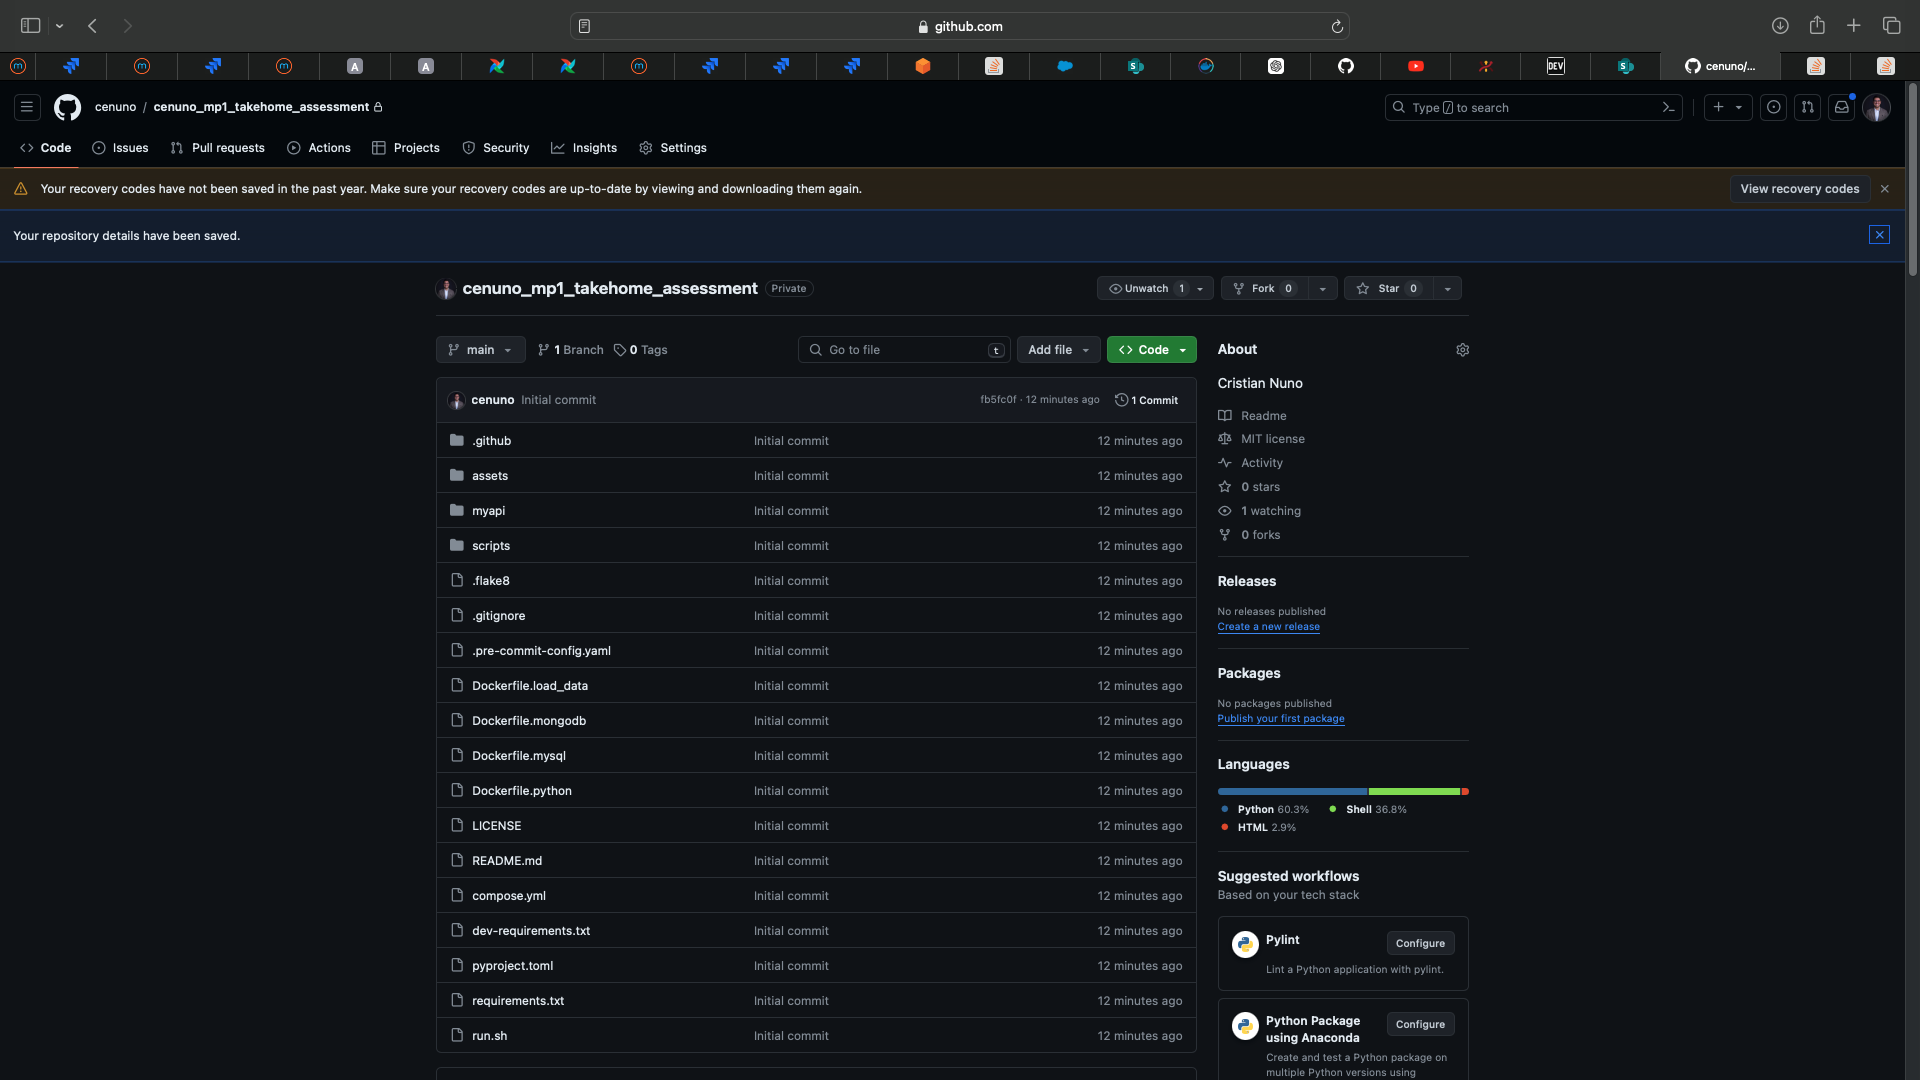 github.com
cenuno/...
cenuno / cenuno_mp1_takehome_assessment
Type / to search
Code Issues Pull requests Actions Projects Security Insights Settings
Your recovery codes have not been saved in the past year. Make sure your recovery codes are up-to-date by viewing and downloading them again.
View recovery codes
Your repository details have been saved.
cenuno_mp1_takehome_assessment Private
Unwatch 1 Fork 0 Star 0
main 1 Branch 0 Tags
Go to file t Add file Code
cenuno Initial commit fb5fc0f · 12 minutes ago 1 Commit
.github Initial commit 12 minutes ago
assets Initial commit 12 minutes ago
myapi Initial commit 12 minutes ago
scripts Initial commit 12 minutes ago
.flake8 Initial commit 12 minutes ago
.gitignore Initial commit 12 minutes ago
.pre-commit-config.yaml Initial commit 12 minutes ago
Dockerfile.load_data Initial commit 12 minutes ago
Dockerfile.mongodb Initial commit 12 minutes ago
Dockerfile.mysql Initial commit 12 minutes ago
Dockerfile.python Initial commit 12 minutes ago
LICENSE Initial commit 12 minutes ago
README.md Initial commit 12 minutes ago
compose.yml Initial commit 12 minutes ago
dev-requirements.txt Initial commit 12 minutes ago
pyproject.toml Initial commit 12 minutes ago
requirements.txt Initial commit 12 minutes ago
run.sh Initial commit 12 minutes ago
About
Cristian Nuno
Readme
MIT license
Activity
0 stars
1 watching
0 forks
Releases
No releases published
Create a new release
Packages
No packages published
Publish your first package
Languages
Python 60.3% Shell 36.8%
HTML 2.9%
Suggested workflows
Based on your tech stack
Pylint
Configure
Lint a Python application with pylint.
Python Package
using Anaconda
Configure
Create and test a Python package on
multiple Python versions using